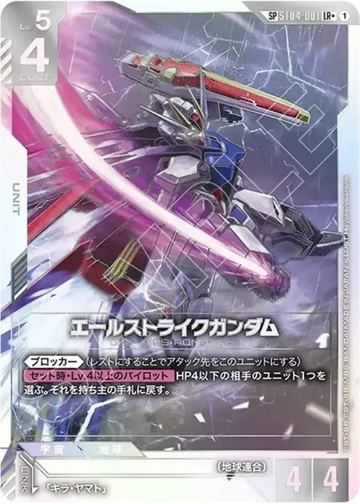 Lv. 5
4
COST
SP ST04-001 LR+ 1
UNIT
エールストライクガンダム
ブロッカー (レストにすることでアタック先をこのユニットにする)
セット時・Lv.4以上のパイロット HP4以下の相手のユニット1つを
選ぶ。それを持ち主の手札に戻す。
宇宙 地球
〔地球連合〕
LINK
「キラ・ヤマト」
4 4